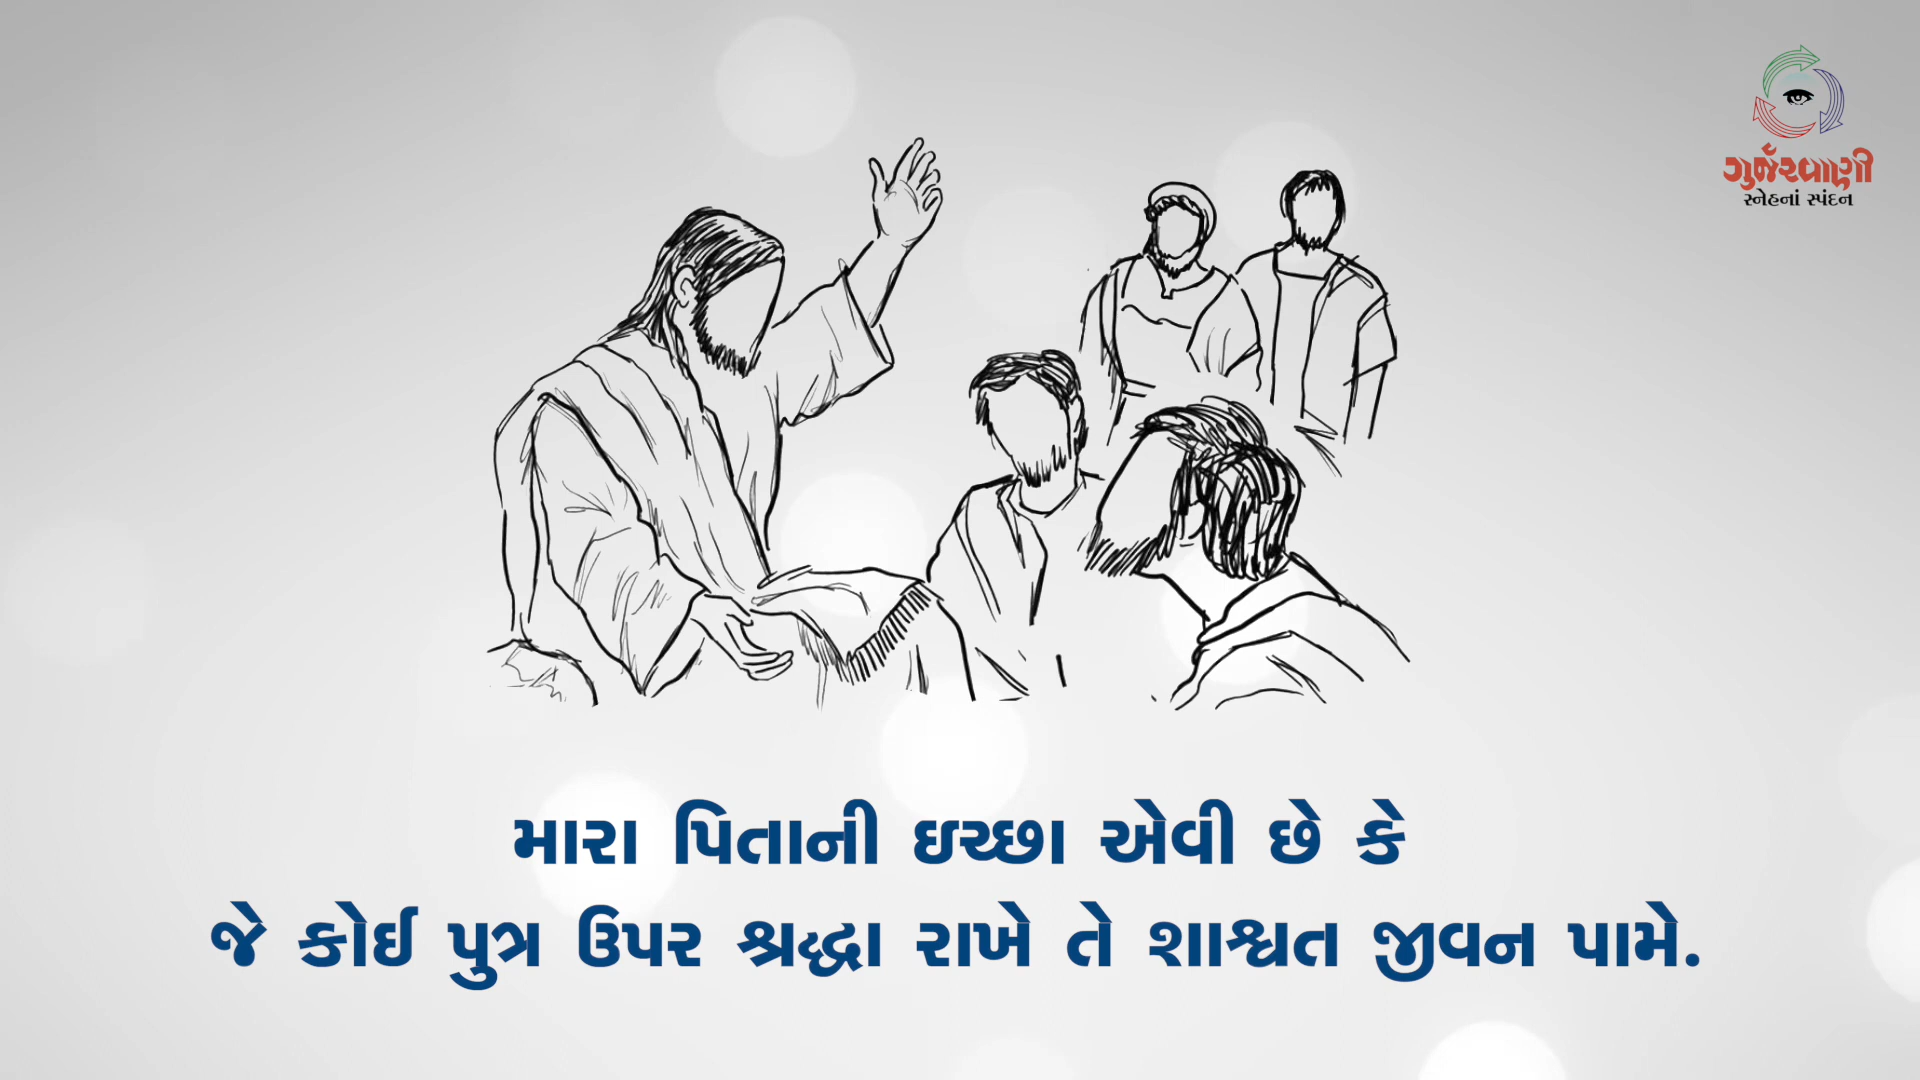 ગુર્જરવાણી
સ્નેહનાં સ્પંદન
મારા પિતાની ઇચ્છા એવી છે કે
જે કોઈ પુત્ર ઉપર શ્રદ્ધા રાખે તે શાશ્વત જીવન પામે.